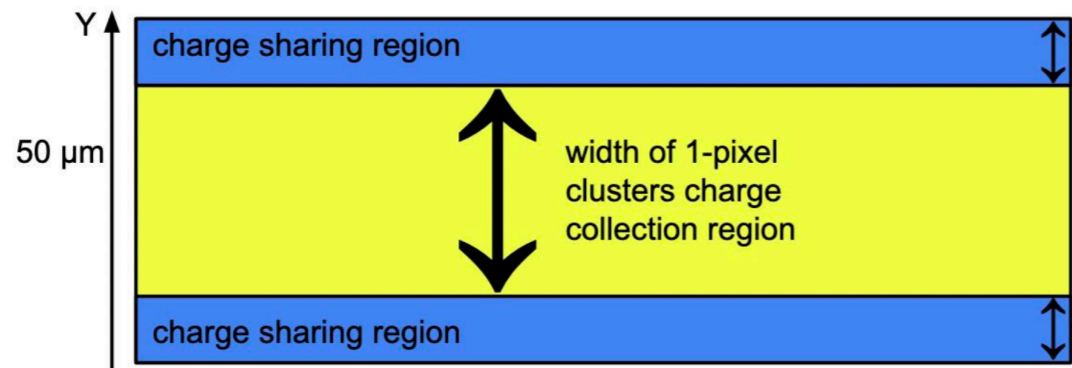 Y
charge sharing region
50 µm
width of 1-pixel
clusters charge
collection region
charge sharing region